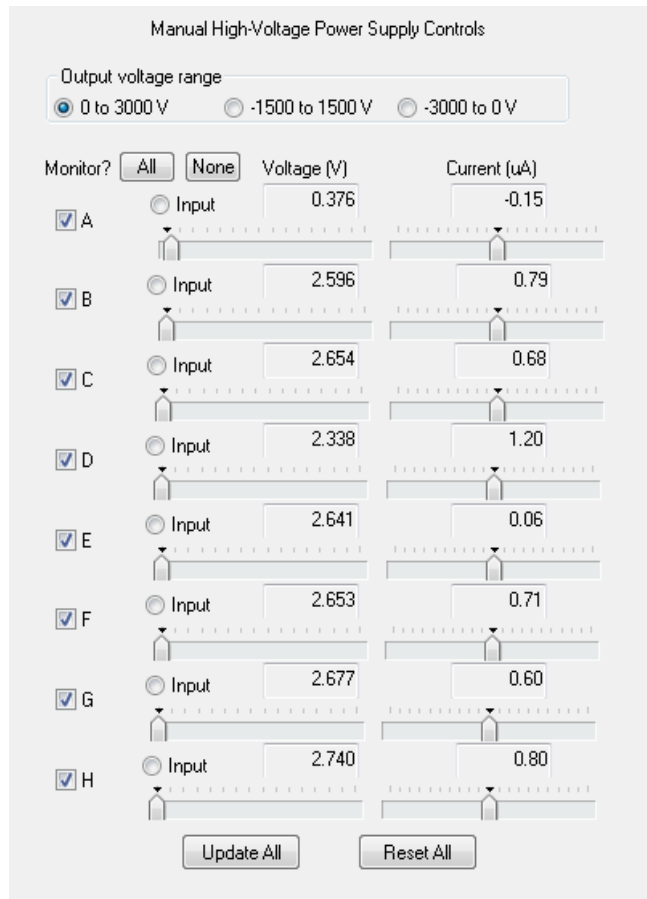 Manual High-Voltage Power Supply Controls
Output voltage range
0 to 3000 V -1500 to 1500 V -3000 to 0 V
Monitor? All None Voltage (V) Current (uA)
A Input 0.376 -0.15
B Input 2.596 0.79
C Input 2.654 0.68
D Input 2.338 1.20
E Input 2.641 0.06
F Input 2.653 0.71
G Input 2.677 0.60
H Input 2.740 0.80
Update All Reset All